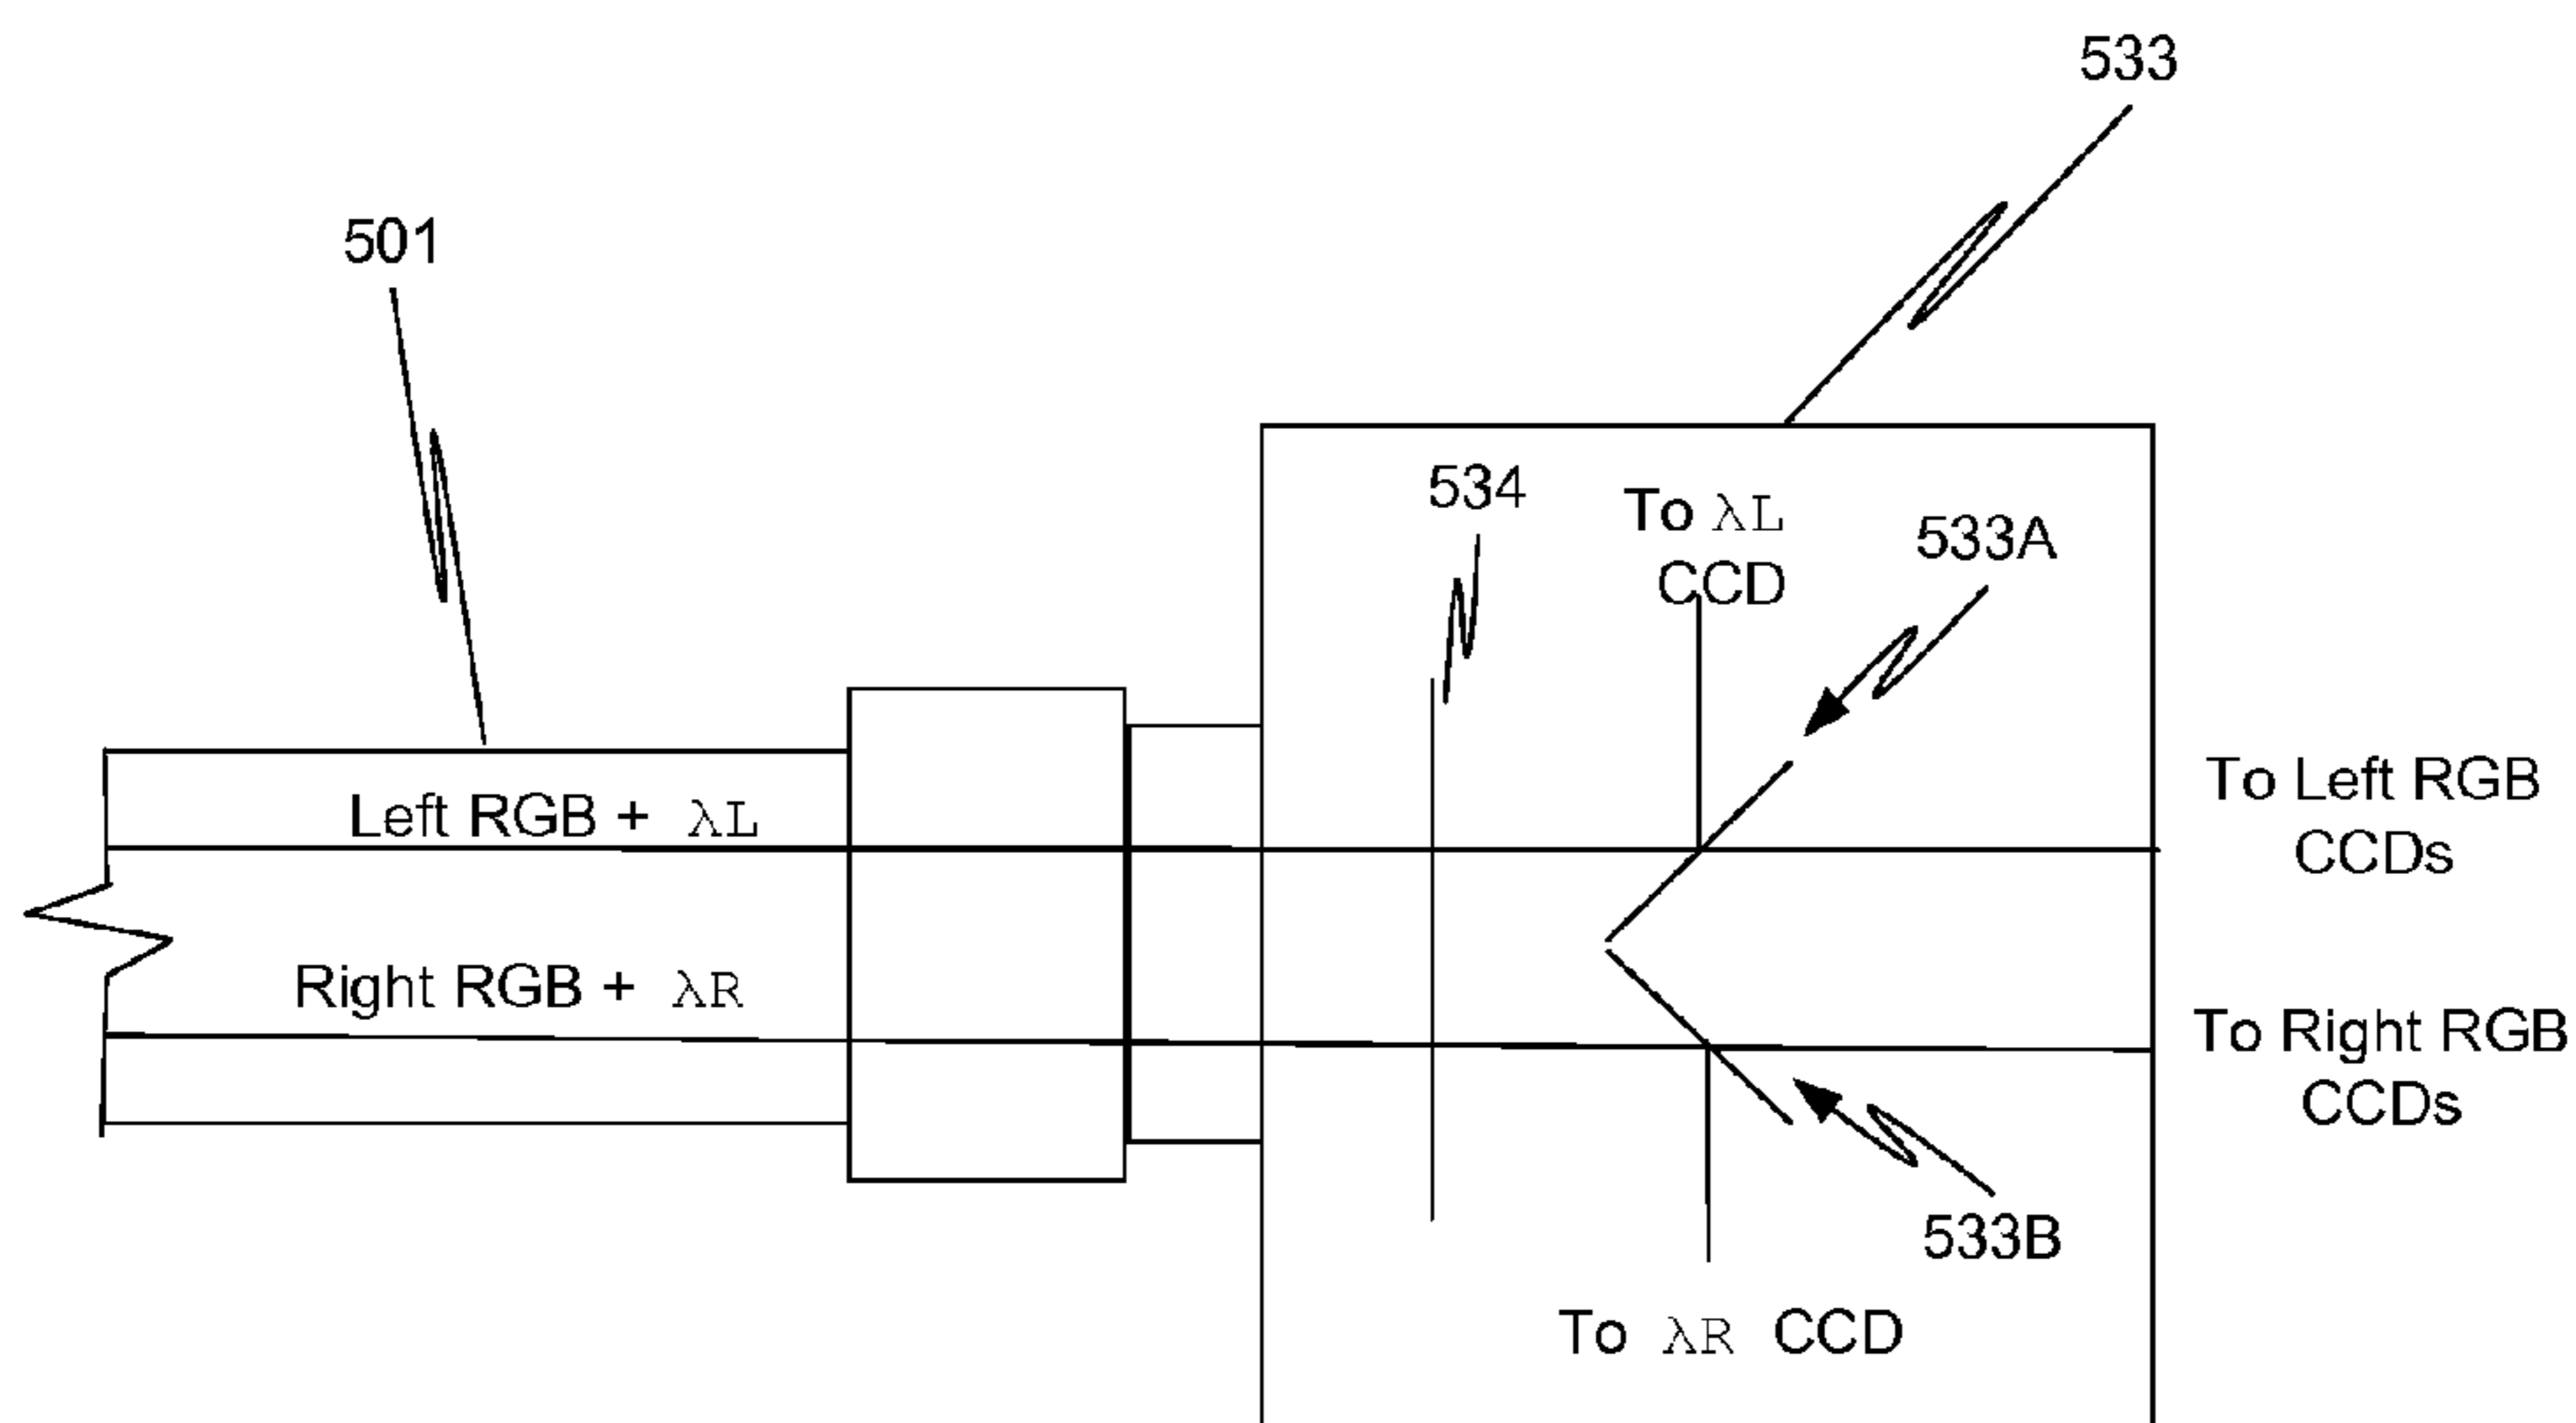 533
501
534
To λL
CCD
533A
To Left RGB
CCDs
Left RGB + λL
Right RGB + λR
To Right RGB
CCDs
533B
To λR CCD